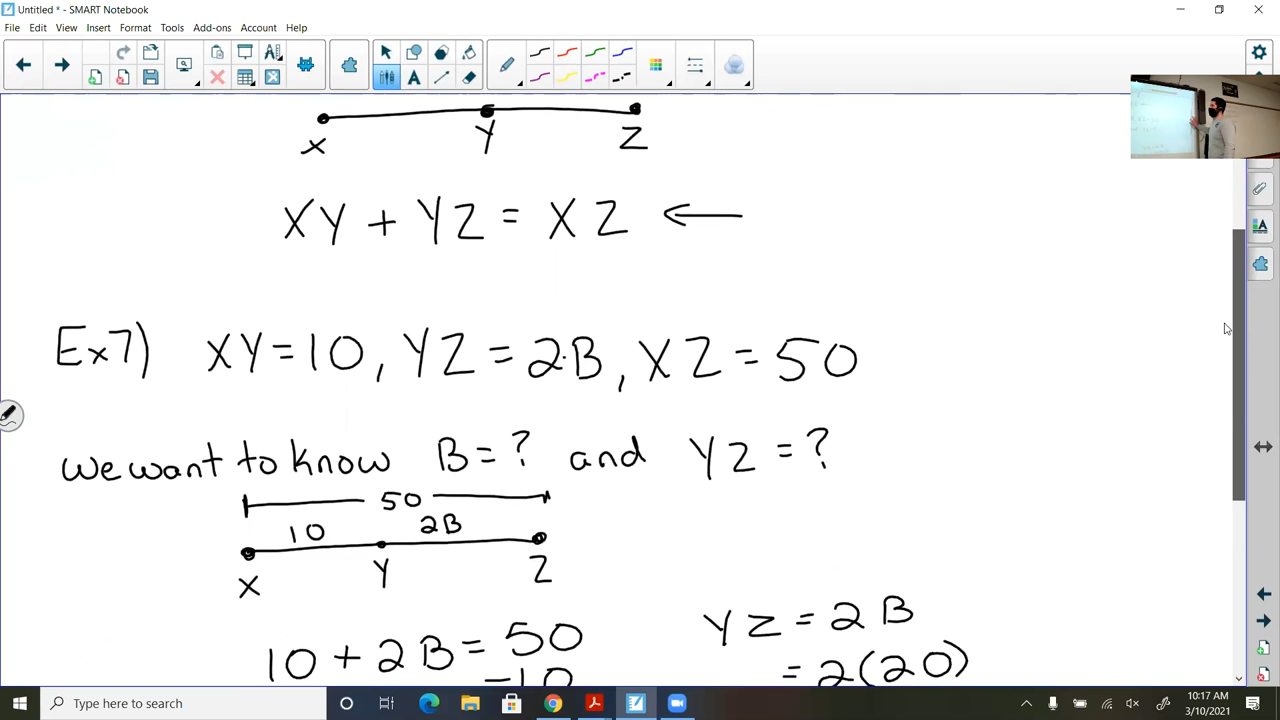 Untitled * - SMART Notebook
File Edit View Insert Format Tools Add-ons Account Help
X Y Z
XY + YZ = XZ ←
Ex7) XY = 10, YZ = 2·B, XZ = 50
we want to know B = ? and YZ = ?
50
10 2B
X Y Z
10 + 2B = 50
-10
YZ = 2B
= 2(20)
Type here to search
10:17 AM
3/10/2021